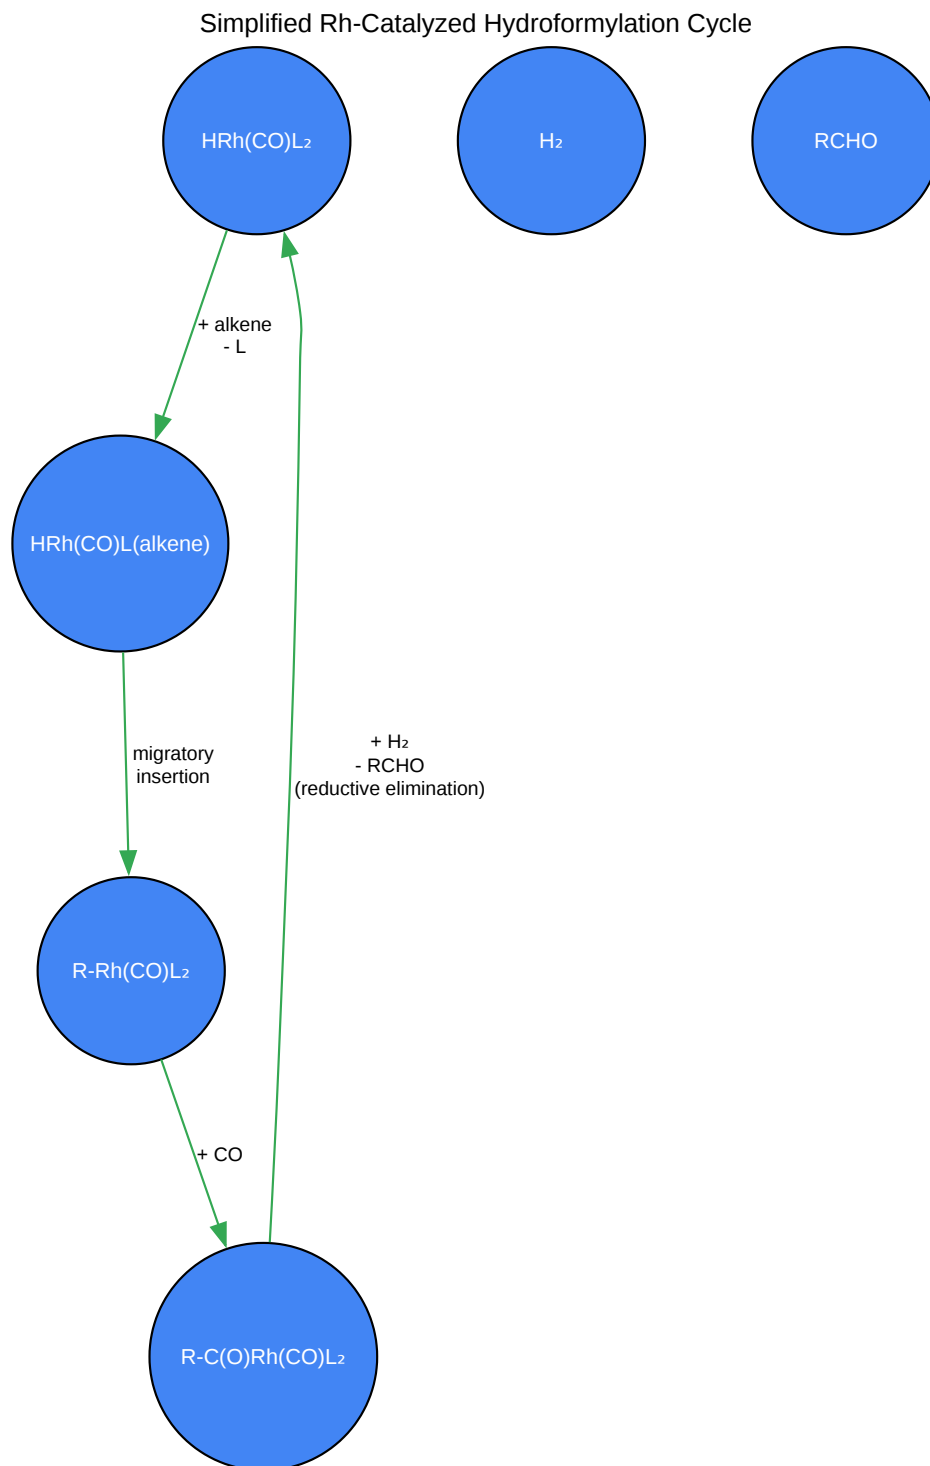 Simplified Rh-Catalyzed Hydroformylation Cycle
HRh(CO)L₂
H₂
RCHO
+ alkene
- L
HRh(CO)L(alkene)
migratory
insertion
+ H₂
- RCHO
(reductive elimination)
R-Rh(CO)L₂
+ CO
R-C(O)Rh(CO)L₂